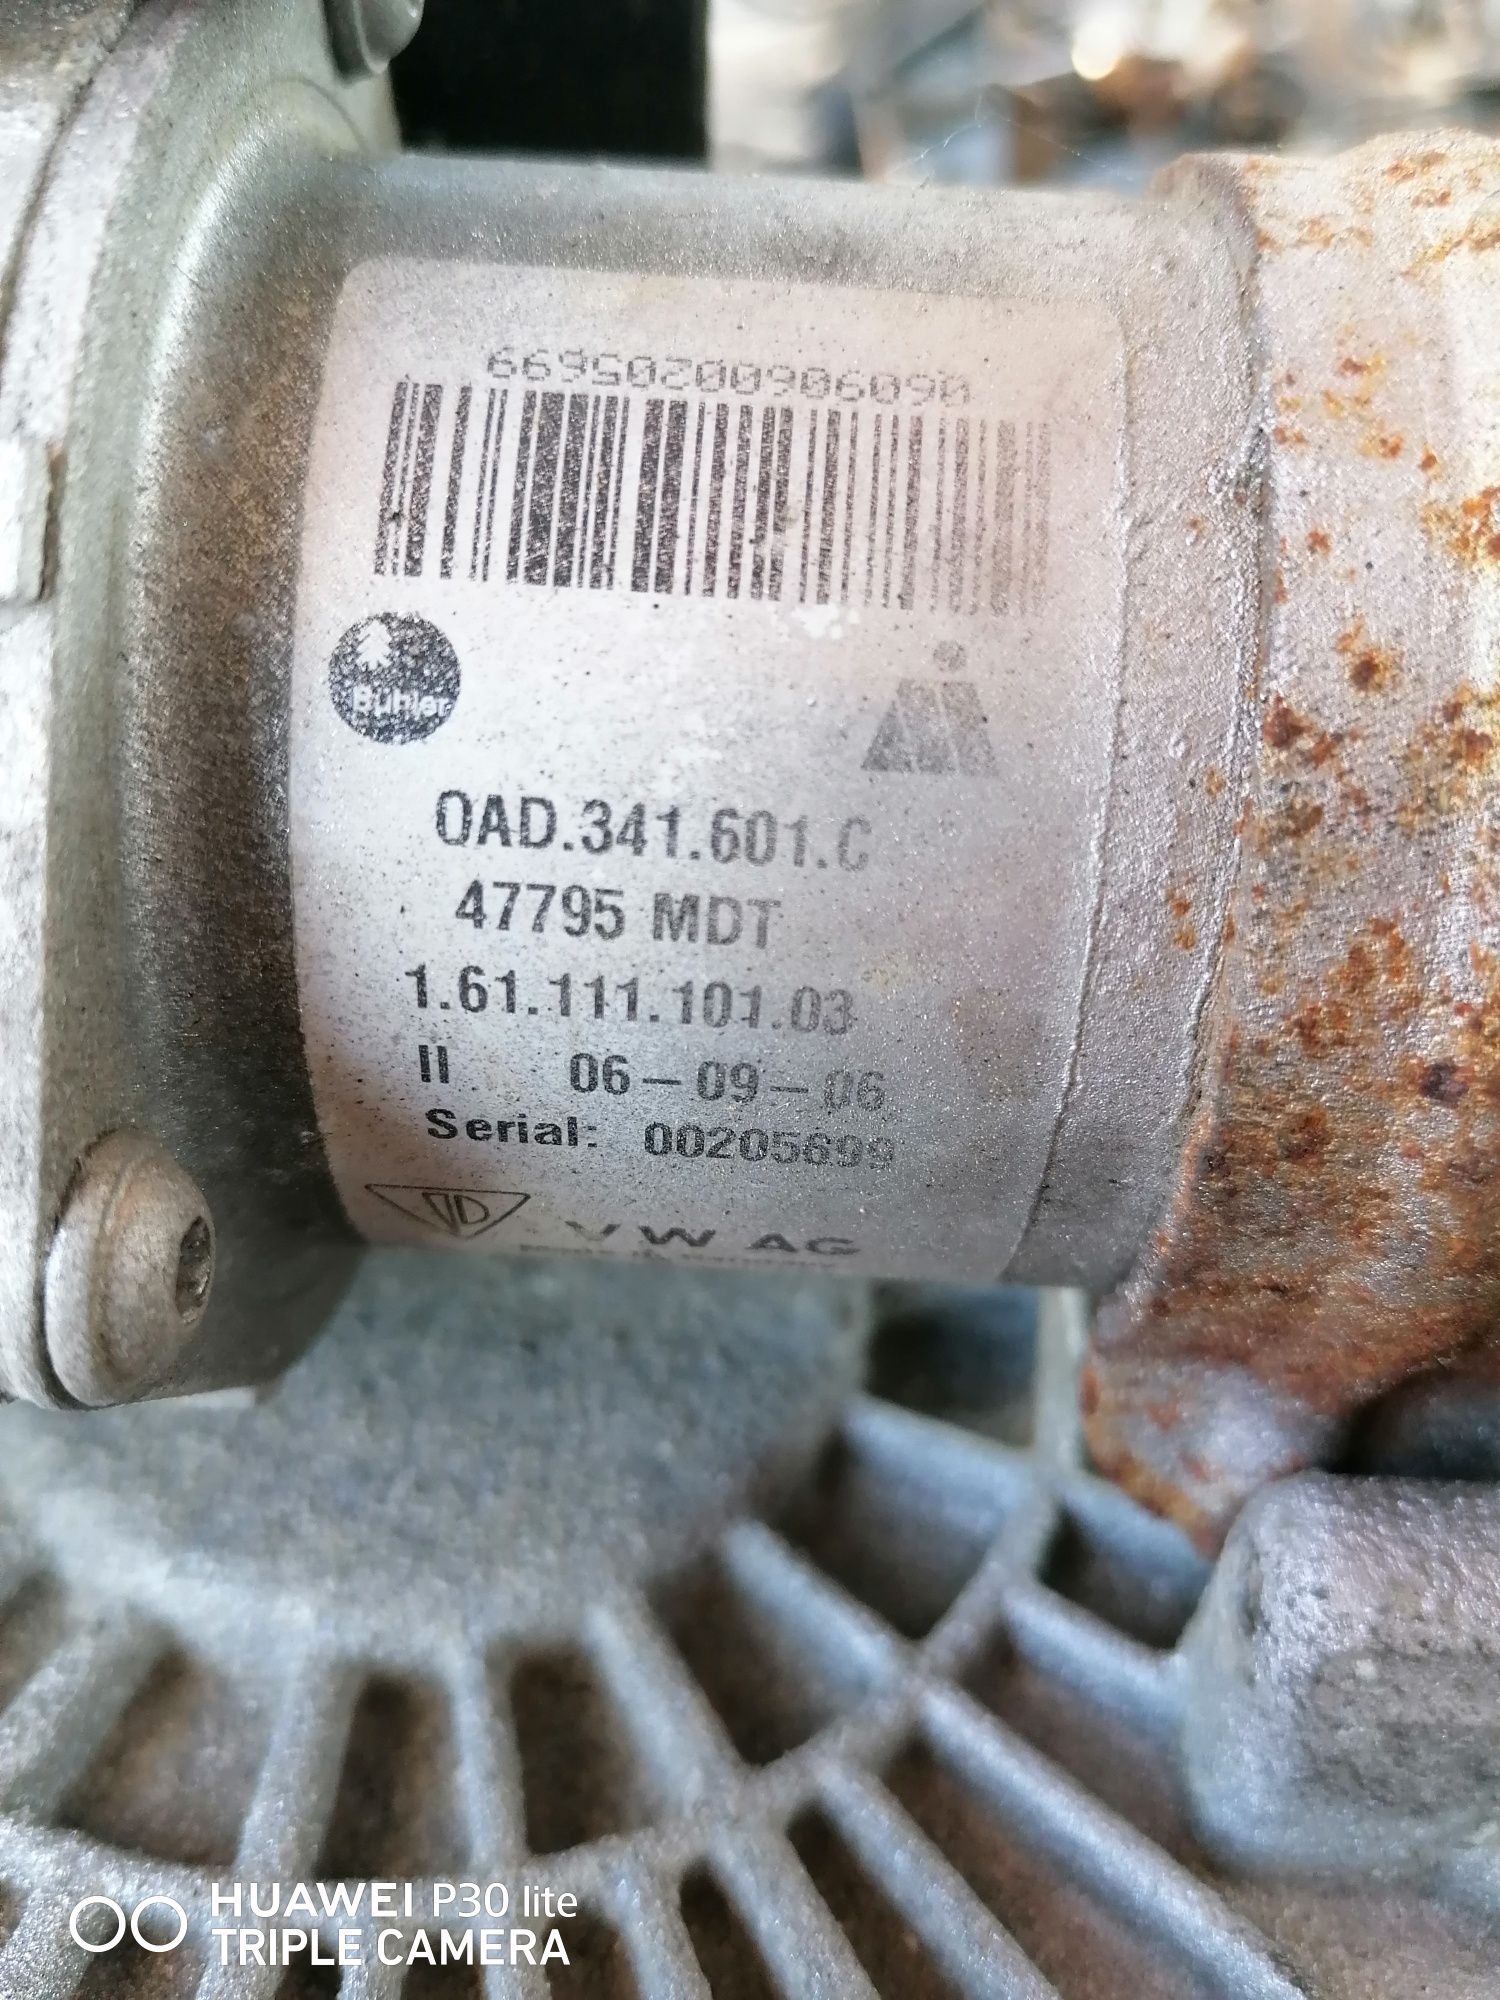 06090600205699
Bühler
0AD.341.601.C
47795 MDT
1.61.111.101.03
II 06-09-06
Serial: 00205699
VW AG
HUAWEI P30 lite
TRIPLE CAMERA